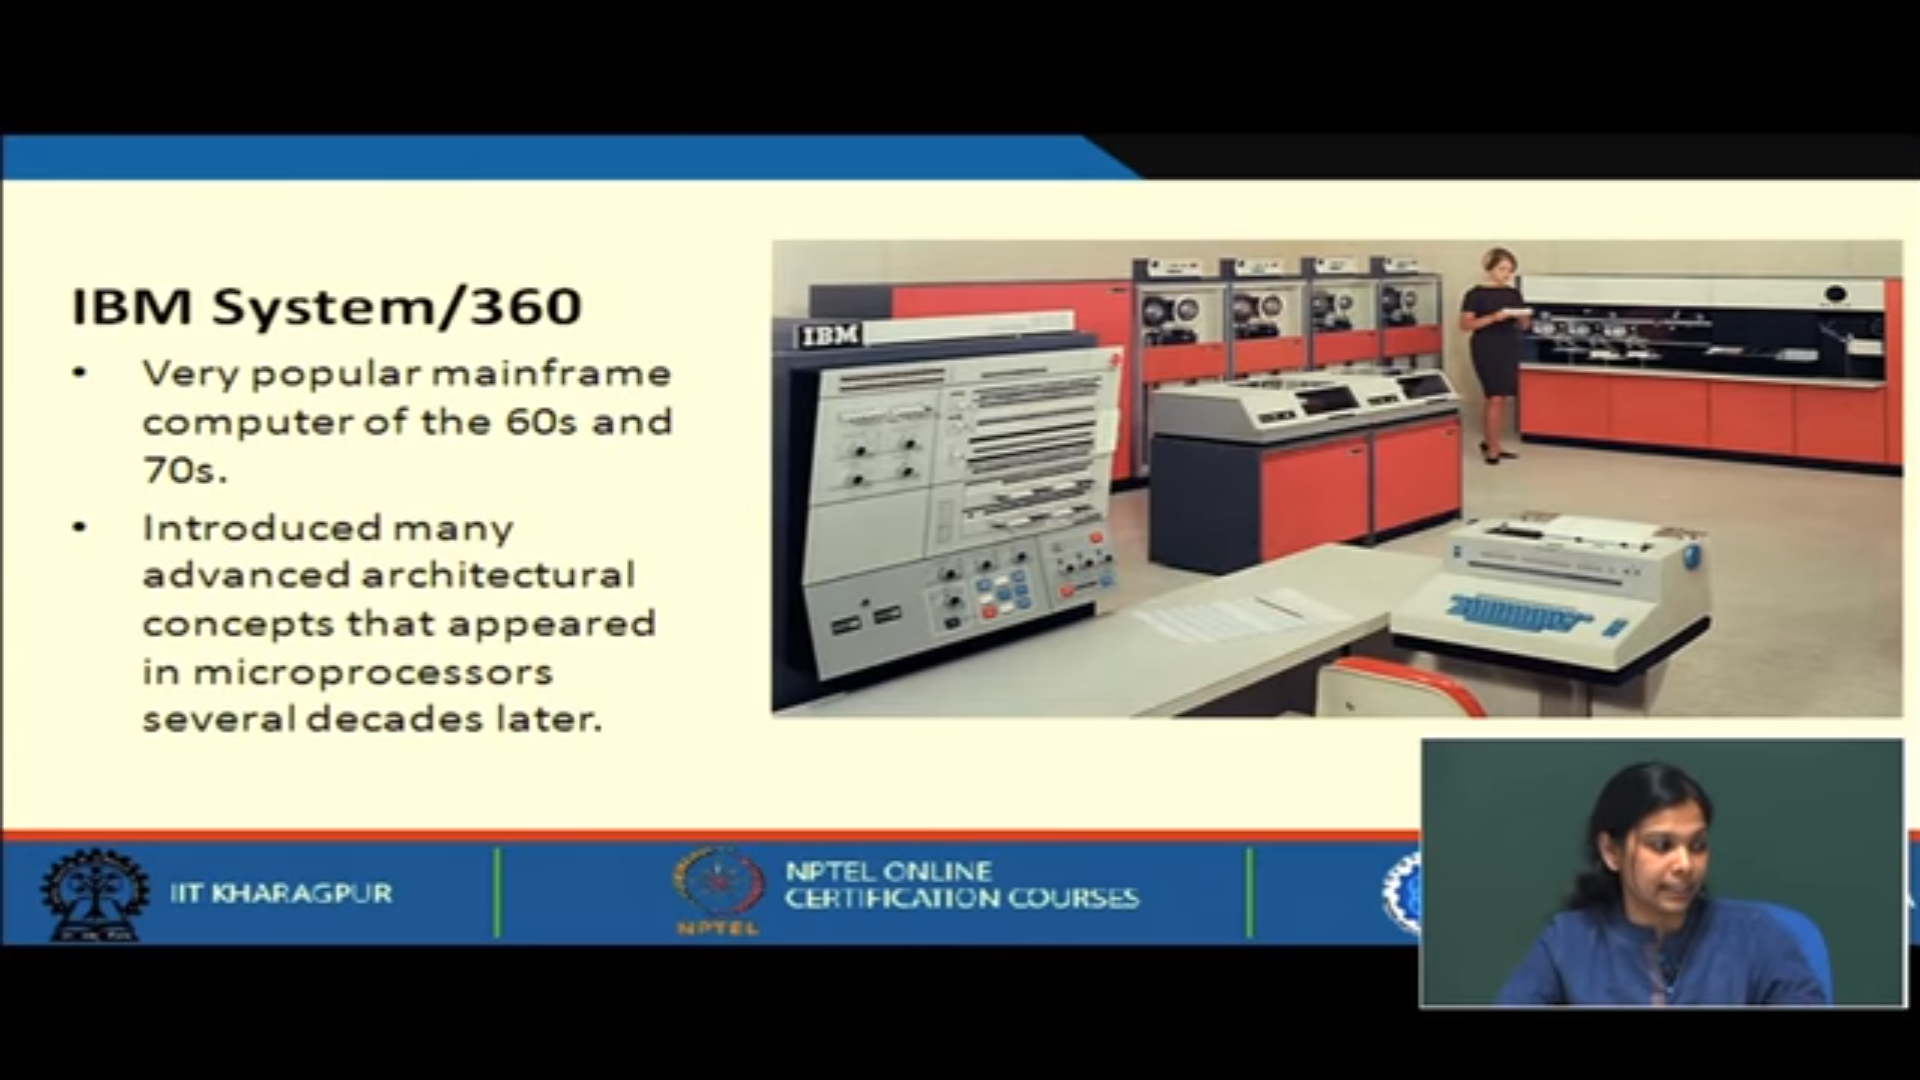 IBM System/360
• Very popular mainframe
computer of the 60s and
70s.
• Introduced many
advanced architectural
concepts that appeared
in microprocessors
several decades later.
IBM
IIT KHARAGPUR
NPTEL
NPTEL ONLINE
CERTIFICATION COURSES